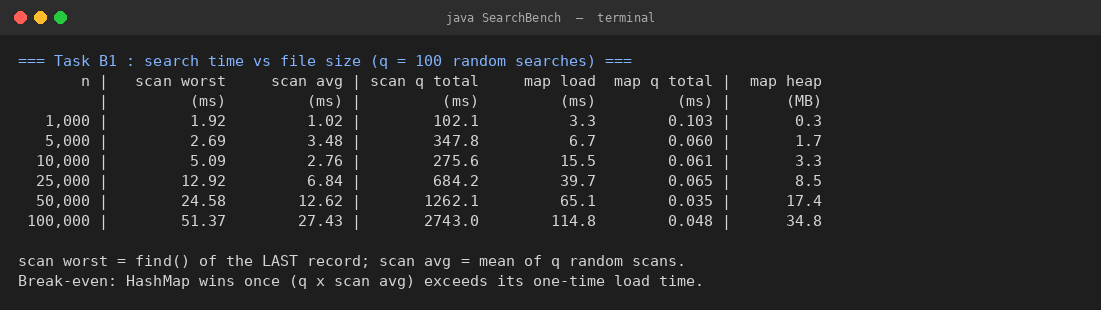 java SearchBench  —  terminal
=== Task B1 : search time vs file size (q = 100 random searches) ===
       n |   scan worst     scan avg | scan q total     map load  map q total |  map heap
         |         (ms)         (ms) |         (ms)         (ms)         (ms) |      (MB)
   1,000 |         1.92         1.02 |        102.1          3.3        0.103 |       0.3
   5,000 |         2.69         3.48 |        347.8          6.7        0.060 |       1.7
  10,000 |         5.09         2.76 |        275.6         15.5        0.061 |       3.3
  25,000 |        12.92         6.84 |        684.2         39.7        0.065 |       8.5
  50,000 |        24.58        12.62 |       1262.1         65.1        0.035 |      17.4
 100,000 |        51.37        27.43 |       2743.0        114.8        0.048 |      34.8
scan worst = find() of the LAST record; scan avg = mean of q random scans.
Break-even: HashMap wins once (q x scan avg) exceeds its one-time load time.